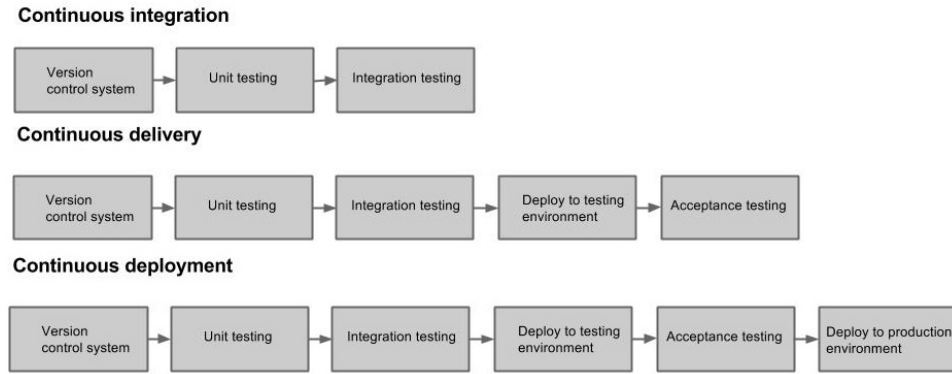 Continuous integration
Version
control system
Unit testing
Integration testing
Continuous delivery
Version
control system
Unit testing
Integration testing
Deploy to testing
environment
Acceptance testing
Continuous deployment
Version
control system
Unit testing
Integration testing
Deploy to testing
environment
Acceptance testing
Deploy to production
environment